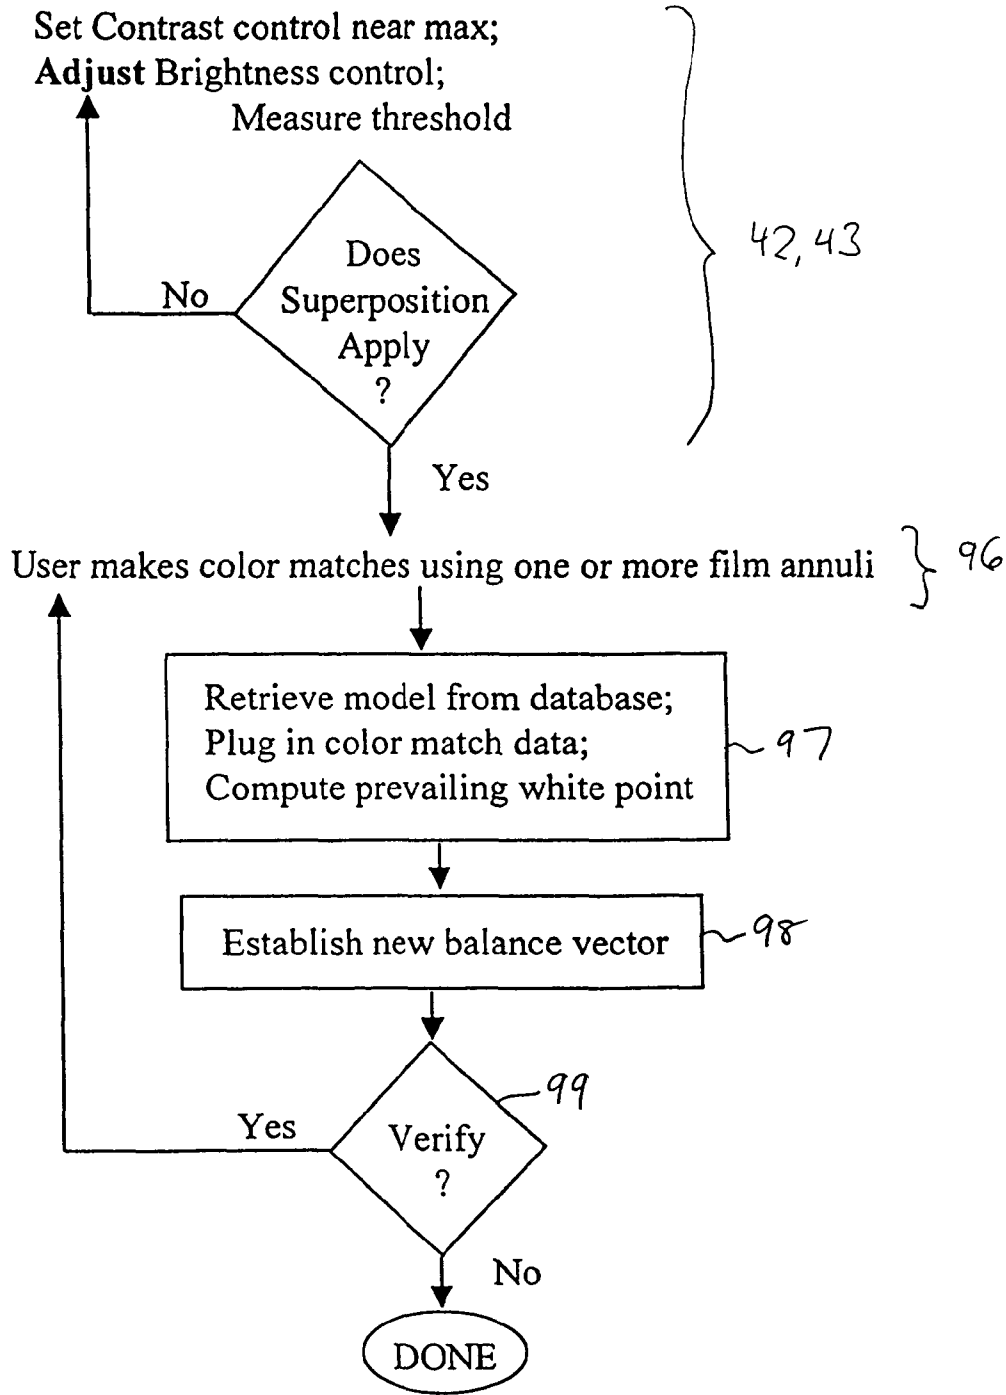 Set Contrast control near max;
Adjust Brightness control;
Measure threshold
Does
Superposition
Apply
?
No
42, 43
Yes
User makes color matches using one or more film annuli
96
Retrieve model from database;
Plug in color match data;
Compute prevailing white point
97
Establish new balance vector
98
99
Yes
Verify
?
No
DONE